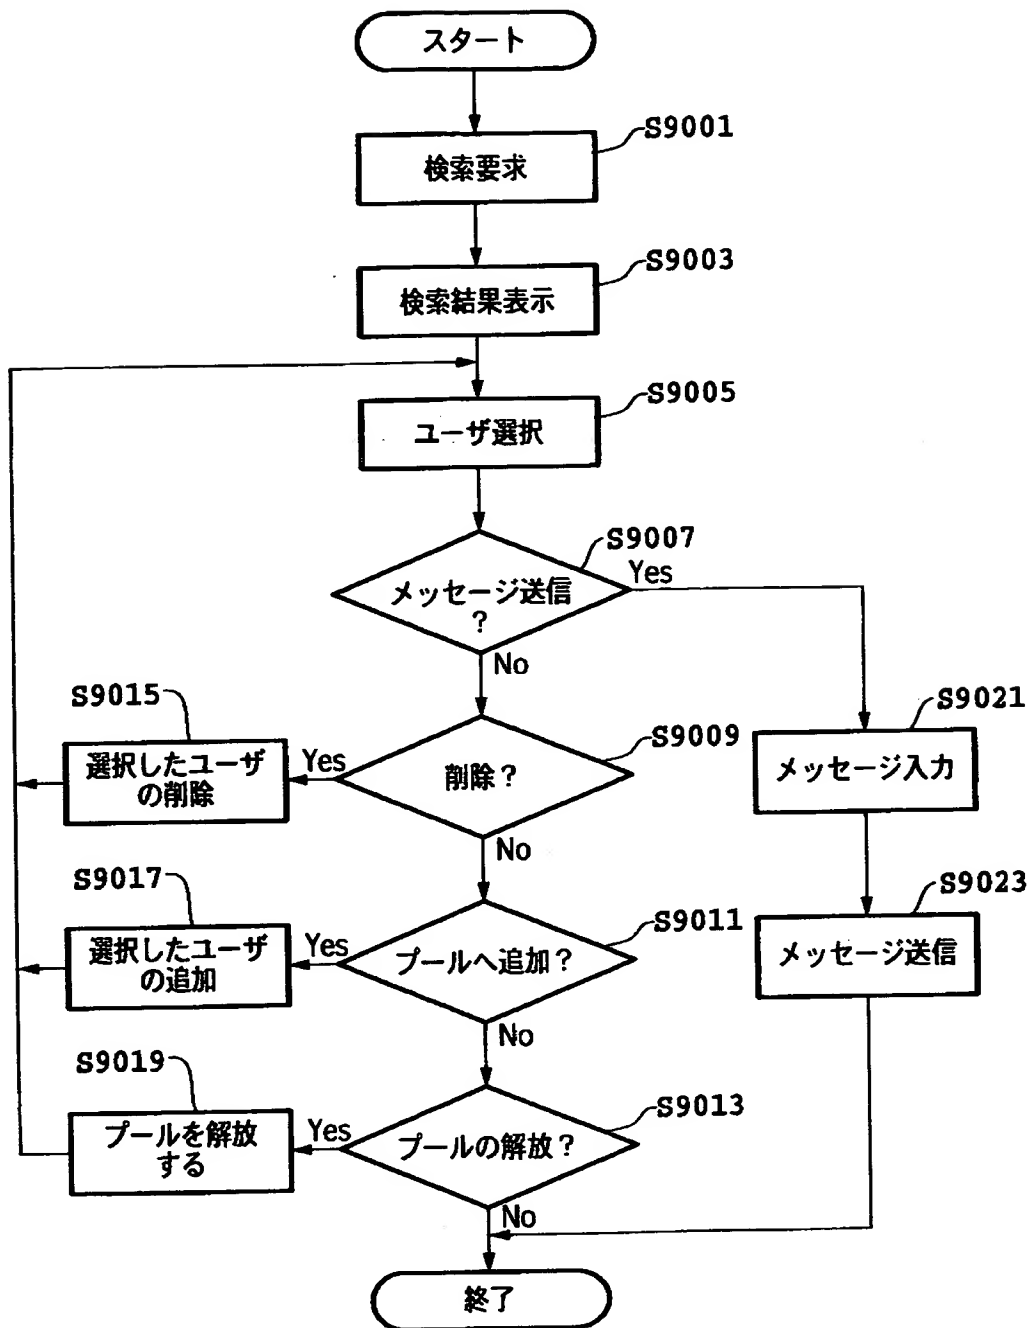 スタート
S9001
検索要求
S9003
検索結果表示
S9005
ユーザ選択
S9007
メッセージ送信
?
Yes
No
S9015
選択したユーザ
の削除
Yes
S9009
削除?
No
S9021
メッセージ入力
S9017
選択したユーザ
の追加
Yes
S9011
プールへ追加?
No
S9023
メッセージ送信
S9019
プールを解放
する
Yes
S9013
プールの解放?
No
終了